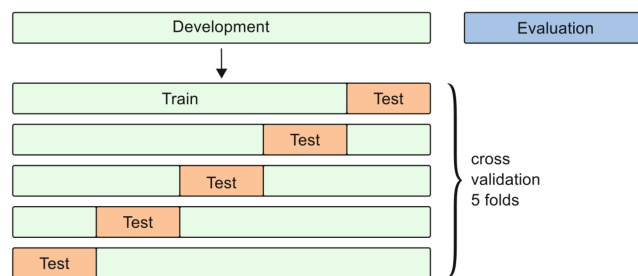 Development
Evaluation
Train
Test
Test
Test
Test
Test
cross
validation
5 folds